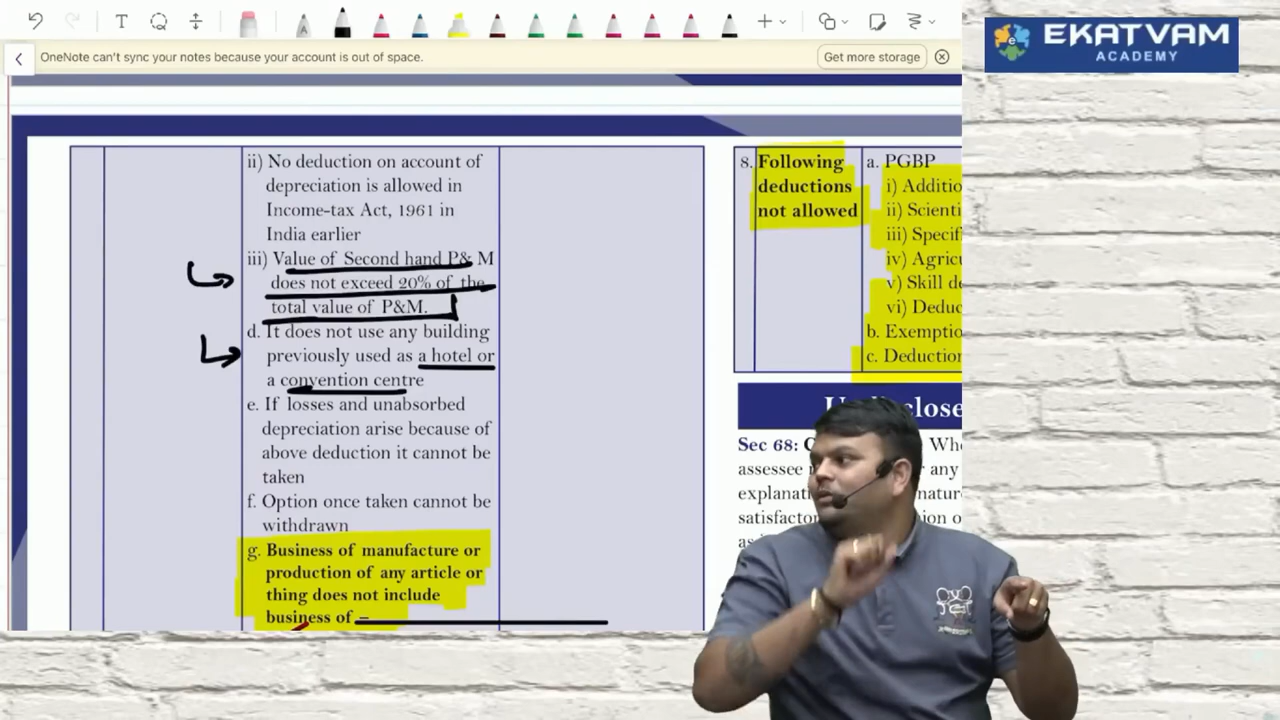 OneNote can't sync your notes because your account is out of space.
Get more storage
EKATVAM
ACADEMY
ii) No deduction on account of
depreciation is allowed in
Income-tax Act, 1961 in
India earlier
iii) Value of Second hand P& M
does not exceed 20% of the
total value of P&M.
d. It does not use any building
previously used as a hotel or
a convention centre
e. If losses and unabsorbed
depreciation arise because of
above deduction it cannot be
taken
f. Option once taken cannot be
withdrawn
g. Business of manufacture or
production of any article or
thing does not include
business of –
8. Following
deductions
not allowed
a. PGBP
i) Additio
ii) Scienti
iii) Specif
iv) Agricu
v) Skill de
vi) Deduc
b. Exemptio
c. Deduction
Sec 68:
Whe
assessee
any
explanat
nature
satisfactor
ion o
as